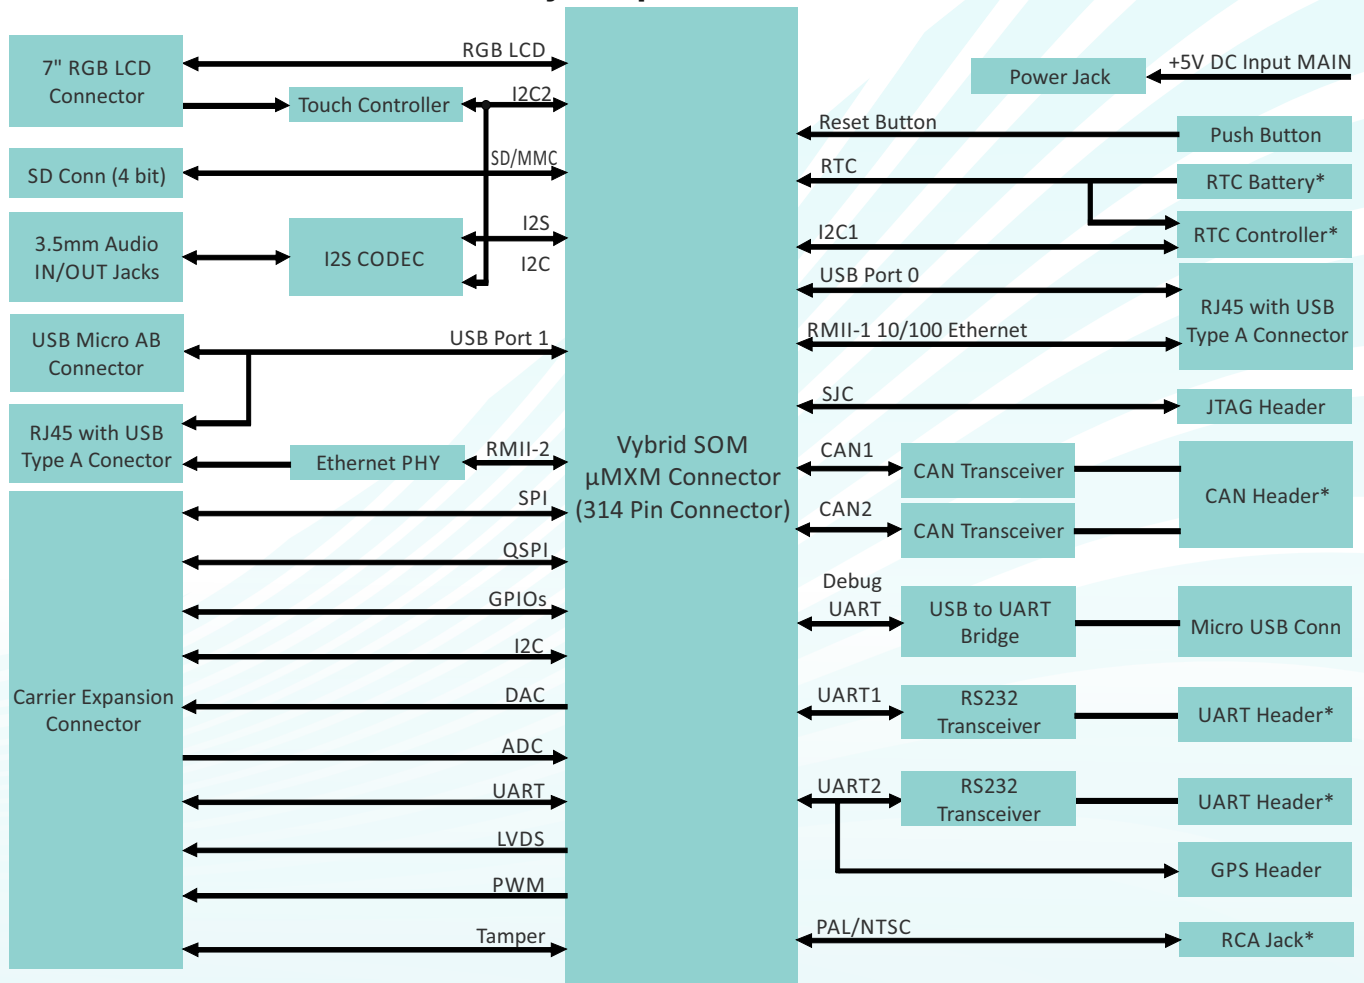 RGB LCD
7" RGB LCD
Connector
Touch Controller
I2C2
SD/MMC
SD Conn (4 bit)
3.5mm Audio
IN/OUT Jacks
I2S CODEC
I2S
I2C
USB Micro AB
Connector
USB Port 1
RJ45 with USB
Type A Conector
Ethernet PHY
RMII-2
Carrier Expansion
Connector
SPI
QSPI
GPIOs
I2C
DAC
ADC
UART
LVDS
PWM
Tamper
Vybrid SOM
µMXM Connector
(314 Pin Connector)
Power Jack
+5V DC Input MAIN
Reset Button
Push Button
RTC
RTC Battery*
I2C1
RTC Controller*
USB Port 0
RMII-1 10/100 Ethernet
RJ45 with USB
Type A Connector
SJC
JTAG Header
CAN1
CAN Transceiver
CAN2
CAN Transceiver
CAN Header*
Debug
UART
USB to UART
Bridge
Micro USB Conn
UART1
RS232
Transceiver
UART Header*
UART2
RS232
Transceiver
UART Header*
GPS Header
PAL/NTSC
RCA Jack*